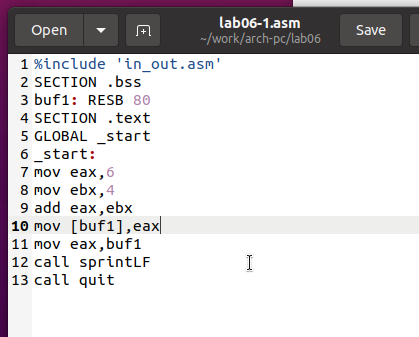 Open
lab06-1.asm
~/work/arch-pc/lab06
Save
1 %include 'in_out.asm'
2 SECTION .bss
3 buf1: RESB 80
4 SECTION .text
5 GLOBAL _start
6 _start:
7 mov eax,6
8 mov ebx,4
9 add eax,ebx
10 mov [buf1],eax
11 mov eax,buf1
12 call sprintLF
13 call quit